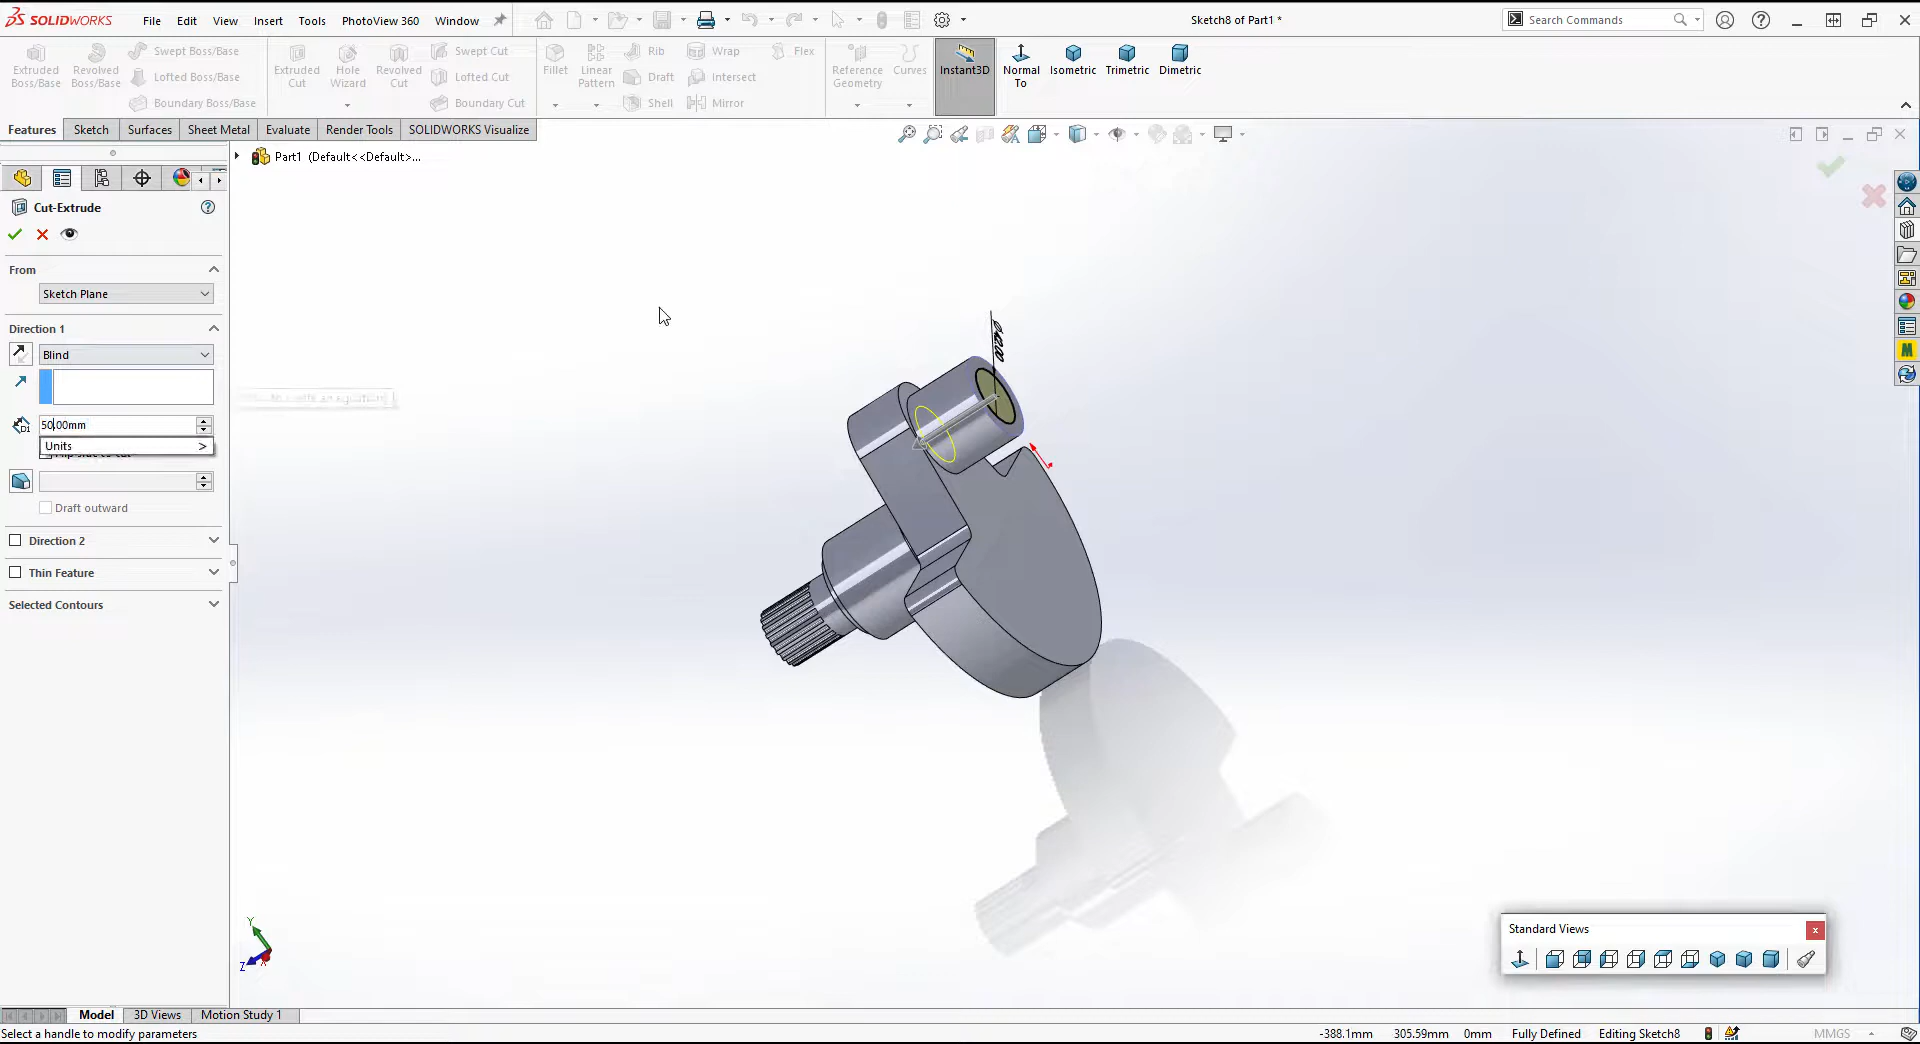 SOLIDWORKS File Edit View Insert Tools PhotoView 360 Window Sketch8 of Part1 * Search Commands
Extruded Boss/Base Revolved Boss/Base Swept Boss/Base Lofted Boss/Base Boundary Boss/Base Extruded Cut Hole Wizard Revolved Cut Swept Cut Lofted Cut Boundary Cut Fillet Linear Pattern Rib Draft Shell Wrap Intersect Mirror Flex Reference Geometry Curves Instant3D Normal To Isometric Trimetric Dimetric
Features Sketch Surfaces Sheet Metal Evaluate Render Tools SOLIDWORKS Visualize
Part1 (Default<<Default>...
Cut-Extrude
From
Sketch Plane
Direction 1
Blind
50.00mm
Units >
Draft outward
Direction 2
Thin Feature
Selected Contours
Y
Z
X
Standard Views x
Model 3D Views Motion Study 1
Select a handle to modify parameters -388.1mm 305.59mm 0mm Fully Defined Editing Sketch8 MMGS